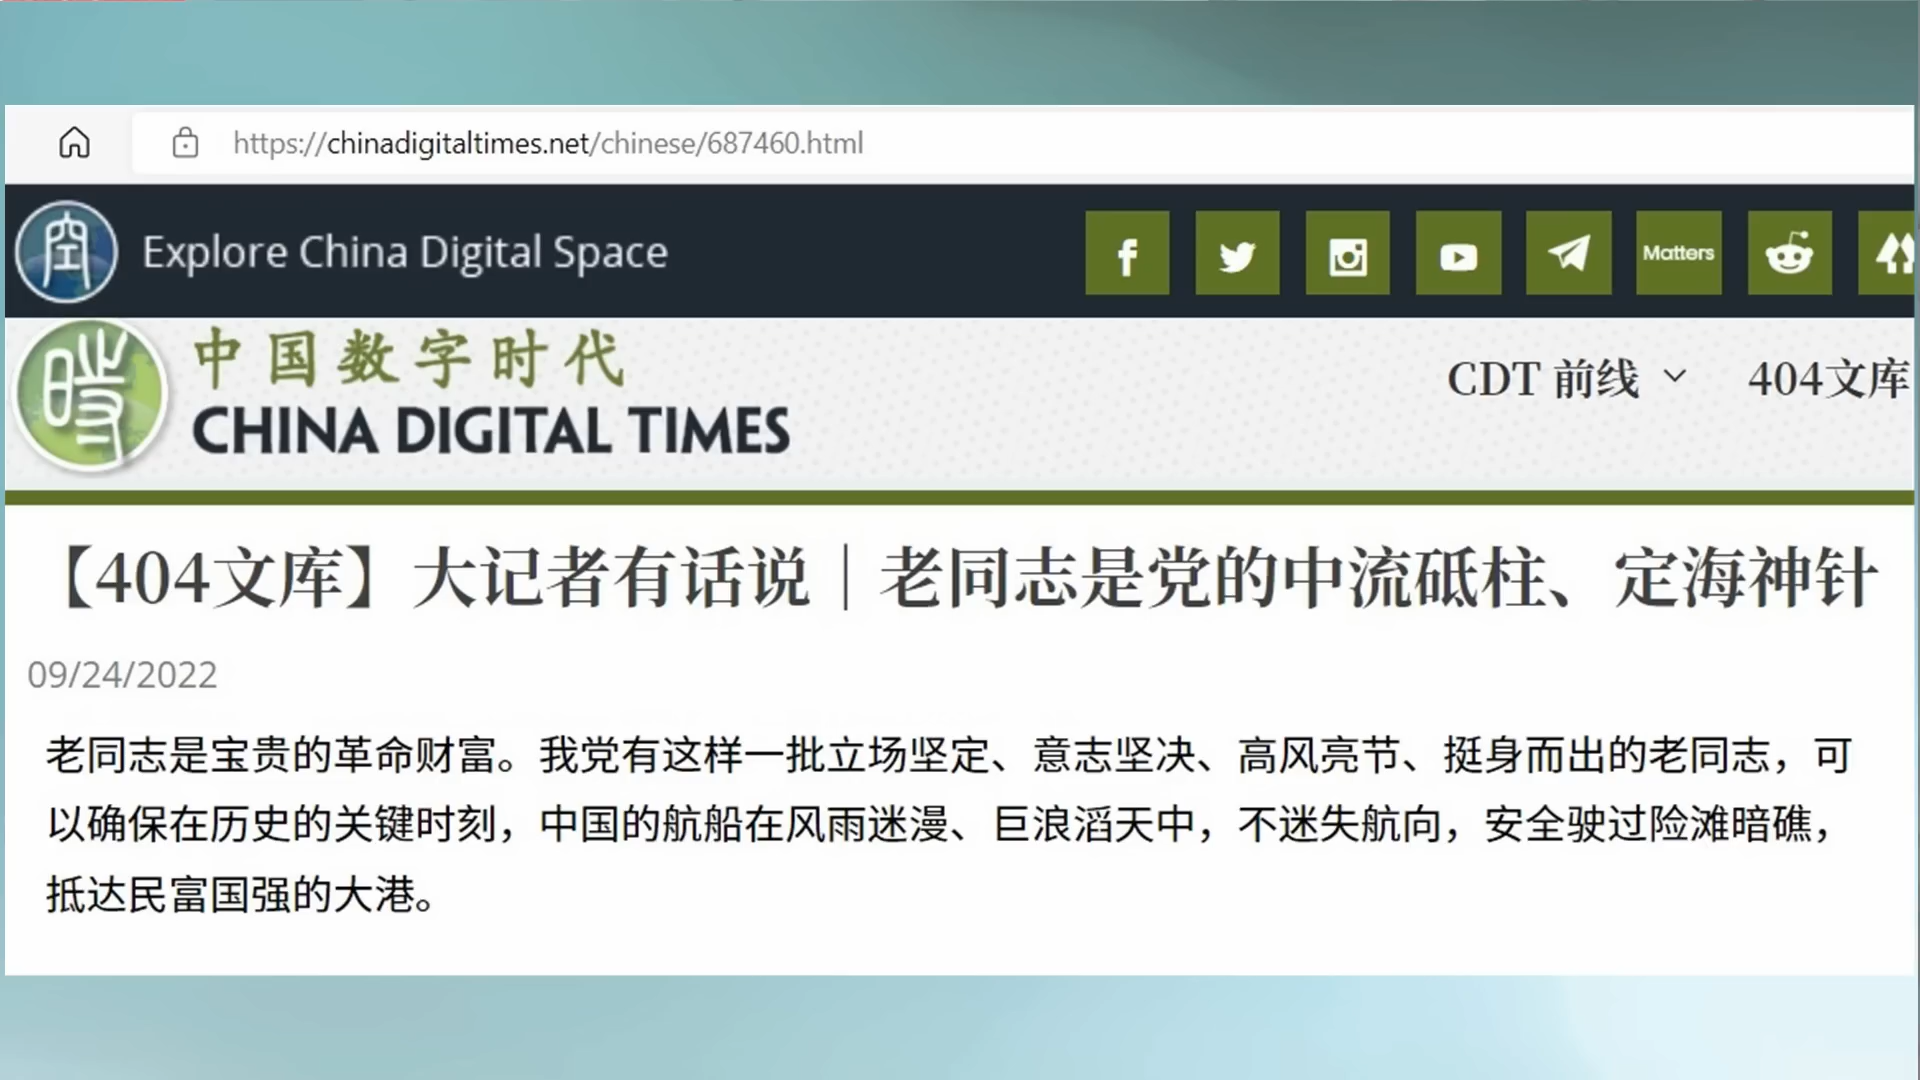 https://chinadigitaltimes.net/chinese/687460.html
Explore China Digital Space
Matters
中国数字时代
CHINA DIGITAL TIMES
CDT 前线
404文库
【404文库】大记者有话说｜老同志是党的中流砥柱、定海神针
09/24/2022
老同志是宝贵的革命财富。我党有这样一批立场坚定、意志坚决、高风亮节、挺身而出的老同志，可
以确保在历史的关键时刻，中国的航船在风雨迷漫、巨浪滔天中，不迷失航向，安全驶过险滩暗礁，
抵达民富国强的大港。